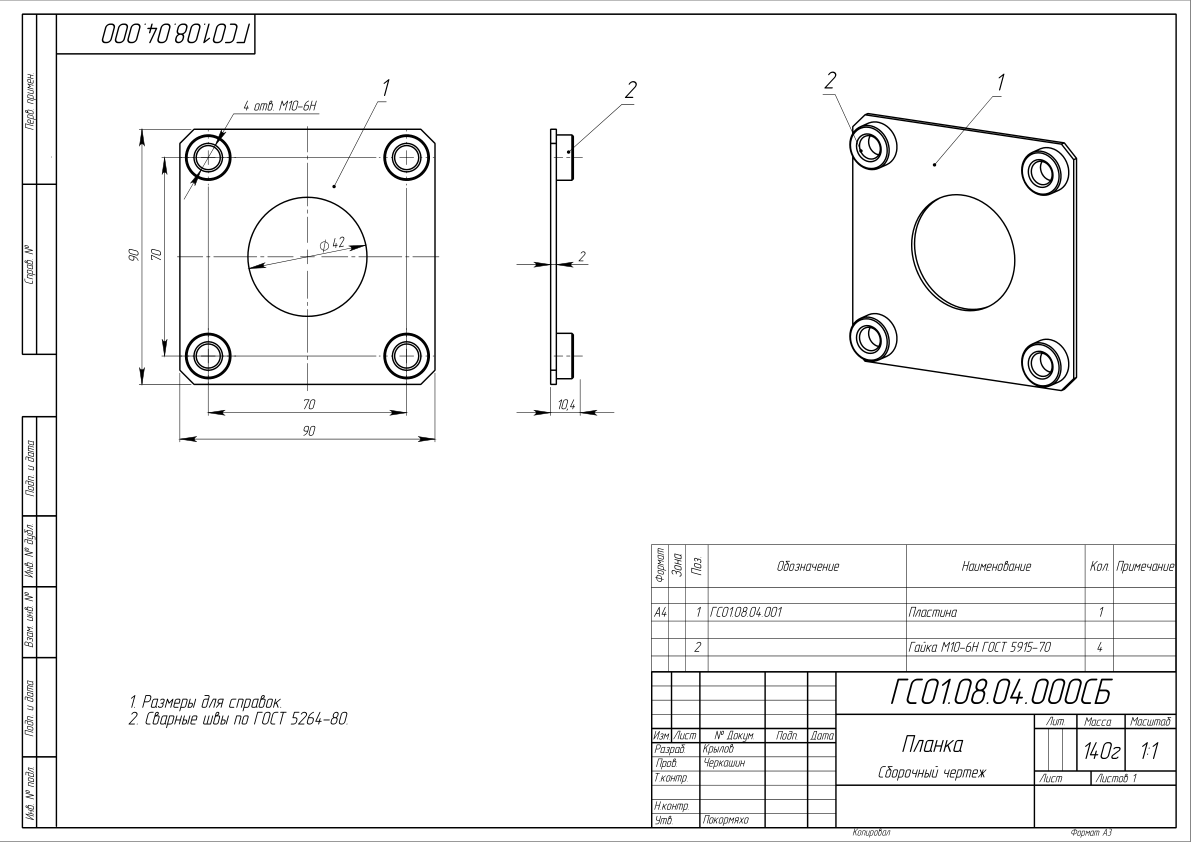 ГС01.08.04.000
Перв. примен.
Справ. №
Подп. и дата
Инв. № дубл.
Взам. инв. №
Подп. и дата
Инв. № подл.
4 отв. М10-6Н
1
90
70
ϕ 42
70
90
2
2
10,4
2
1
1. Размеры для справок.
2. Сварные швы по ГОСТ 5264-80.
Формат Зона Поз. Обозначение Наименование Кол. Примечание
А4 1 ГС01.08.04.001 Пластина 1
2 Гайка М10-6Н ГОСТ 5915-70 4
ГС01.08.04.000СБ
Изм. Лист № Докум. Подп. Дата
Разраб. Крылов
Пров. Черкашин
Т.контр.
Н.контр.
Утв. Покормяхо
Планка
Сборочный чертеж
Лит. Масса Масштаб
140г 1:1
Лист Листов 1
Копировал Формат А3